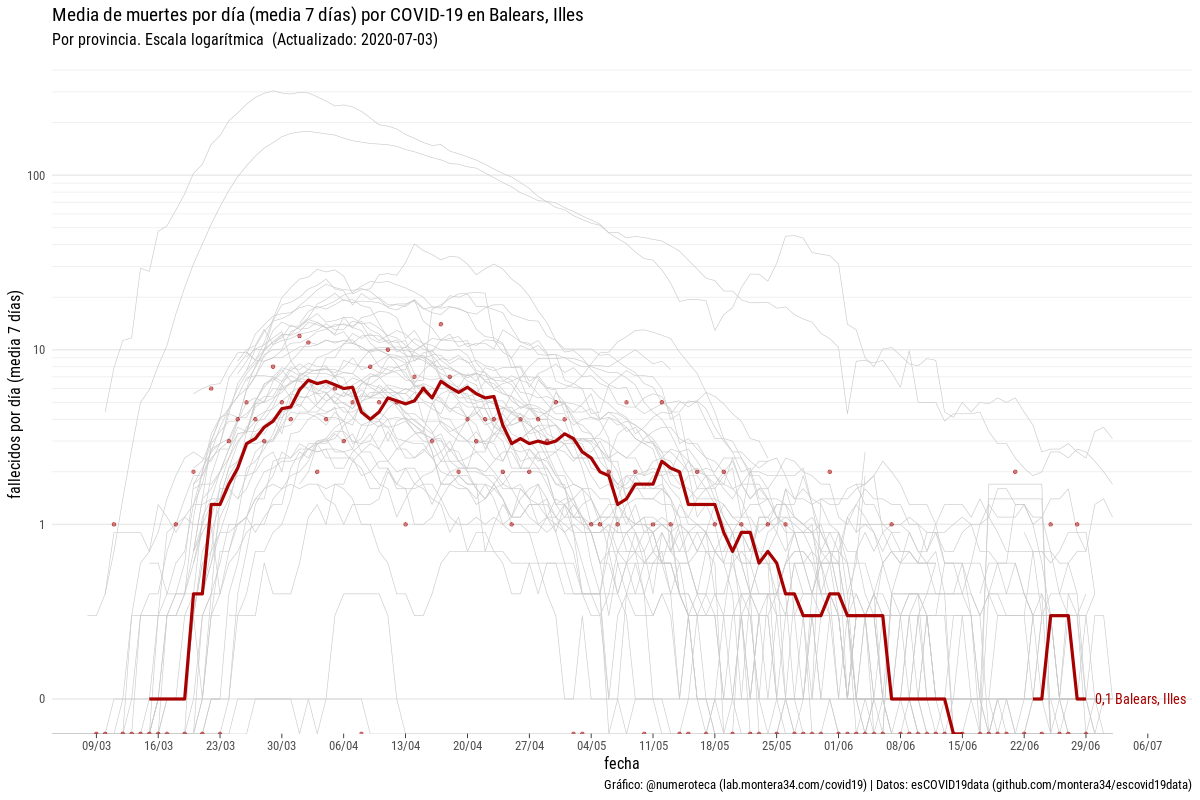 Media de muertes por día (media 7 días) por COVID-19 en Balears, Illes
Por provincia. Escala logarítmica (Actualizado: 2020-07-03)
fallecidos por día (media 7 días)
100
10
1
0
0,1 Balears, Illes
09/03 16/03 23/03 30/03 06/04 13/04 20/04 27/04 04/05 11/05 18/05 25/05 01/06 08/06 15/06 22/06 29/06 06/07
fecha
Gráfico: @numeroteca (lab.montera34.com/covid19) | Datos: esCOVID19data (github.com/montera34/escovid19data)